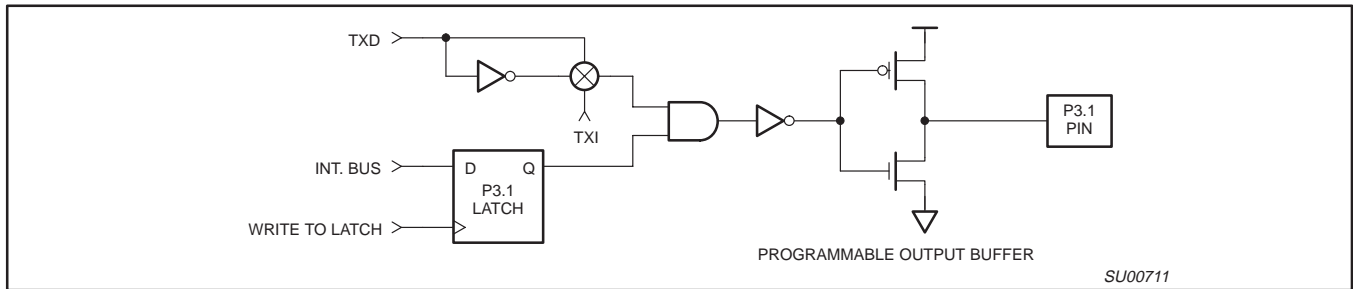 TXD
TXI
INT. BUS
D Q
P3.1
LATCH
WRITE TO LATCH
P3.1
PIN
PROGRAMMABLE OUTPUT BUFFER
SU00711